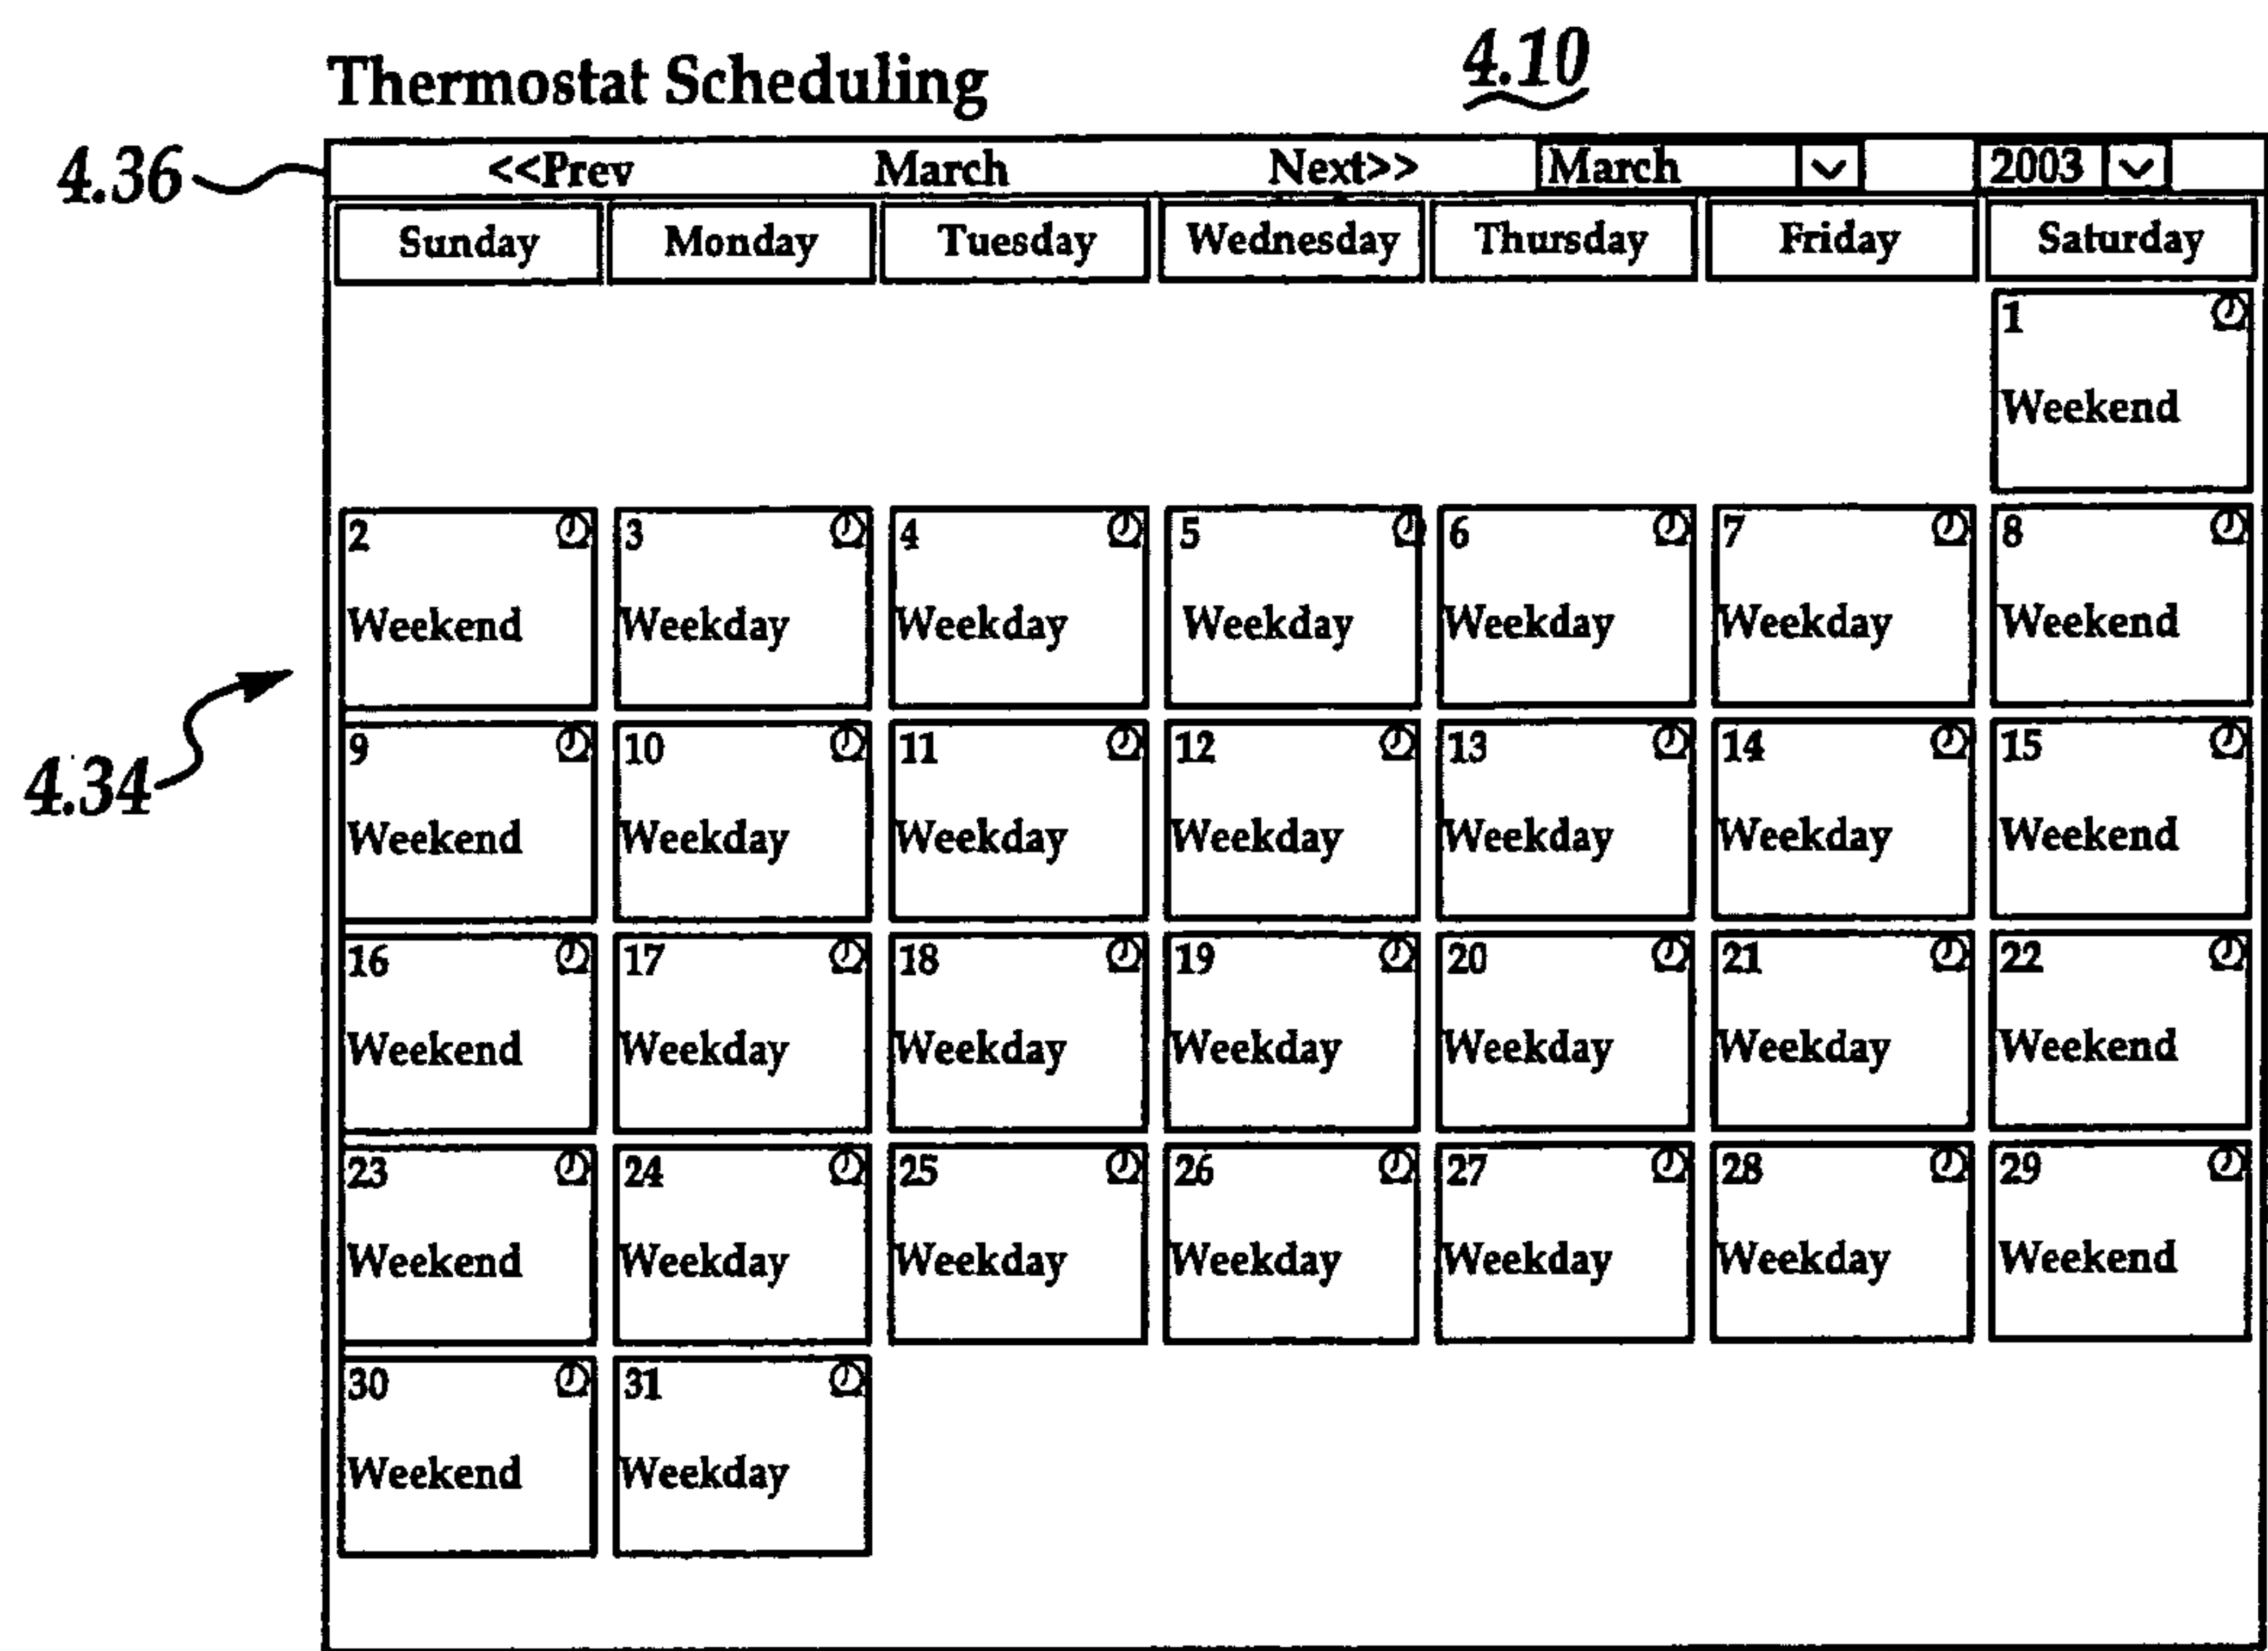 Thermostat Scheduling 4.10
4.36 <<Prev March Next>> March 2003
Sunday Monday Tuesday Wednesday Thursday Friday Saturday
1
Weekend
2 3 4 5 6 7 8
Weekend Weekday Weekday Weekday Weekday Weekday Weekend
4.34
9 10 11 12 13 14 15
Weekend Weekday Weekday Weekday Weekday Weekday Weekend
16 17 18 19 20 21 22
Weekend Weekday Weekday Weekday Weekday Weekday Weekend
23 24 25 26 27 28 29
Weekend Weekday Weekday Weekday Weekday Weekday Weekend
30 31
Weekend Weekday